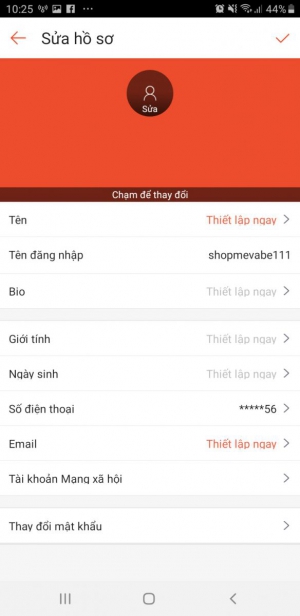 10:25 44%
Sửa hồ sơ
Sửa
Chạm để thay đổi
Tên Thiết lập ngay
Tên đăng nhập shopmevabe111
Bio Thiết lập ngay
Giới tính Thiết lập ngay
Ngày sinh Thiết lập ngay
Số điện thoại *****56
Email Thiết lập ngay
Tài khoản Mạng xã hội
Thay đổi mật khẩu